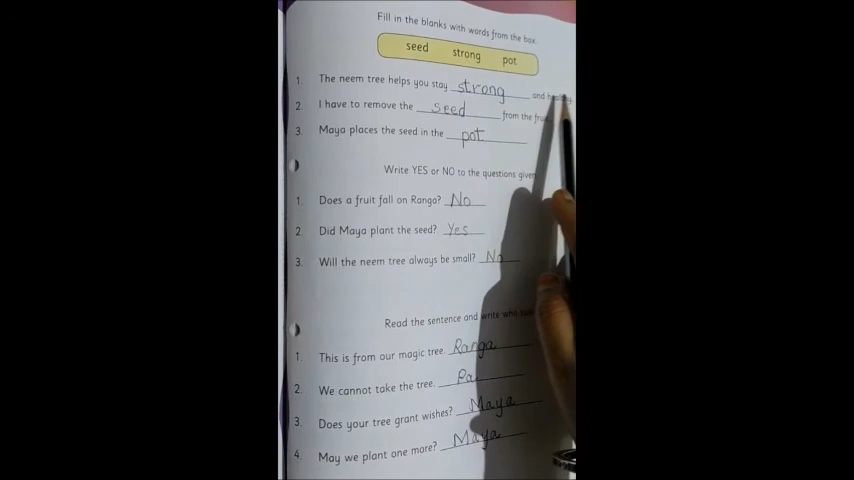 Fill in the blanks with words from the box.
seed strong pot
1. The neem tree helps you stay strong and healthy.
2. I have to remove the seed from the fruit.
3. Maya places the seed in the pot
Write YES or NO to the questions given
1. Does a fruit fall on Rango? No
2. Did Maya plant the seed? Yes
3. Will the neem tree always be small? No
Read the sentence and write who
1. This is from our magic tree. Ranga
2. We cannot take the tree. Pa
3. Does your tree grant wishes? Maya
4. May we plant one more? Maya